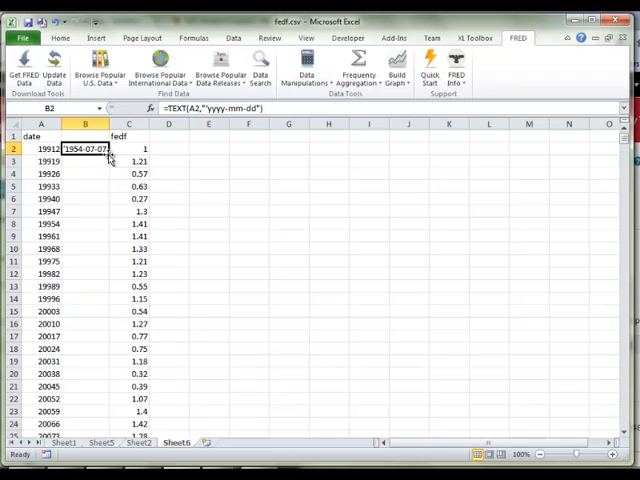 fedf.csv - Microsoft Excel
File Home Insert Page Layout Formulas Data Review View Developer Add-Ins Team XL Toolbox FRED
Get FRED Data Update Data Browse Popular U.S. Data Browse Popular International Data Browse Popular Data Releases Data Search Data Manipulations Frequency Aggregation Build Graph Quick Start FRED Info
Download Tools Browse Data Data Tools
B2 fx =TEXT(A2,"'yyyy-mm-dd")
A B C D E F G H I J K L M N O
1 date fedf
2 19912 '1954-07-07 1
3 19919 1.21
4 19926 0.57
5 19933 0.63
6 19940 0.27
7 19947 1.3
8 19954 1.41
9 19961 1.41
10 19968 1.33
11 19975 1.21
12 19982 1.23
13 19989 0.55
14 19996 1.15
15 20003 0.54
16 20010 1.27
17 20017 0.77
18 20024 0.75
19 20031 1.18
20 20038 0.32
21 20045 0.39
22 20052 1.07
23 20059 1.4
24 20066 1.42
25 20073 1.28
Sheet1 Sheet5 Sheet2 Sheet6
Ready 100%